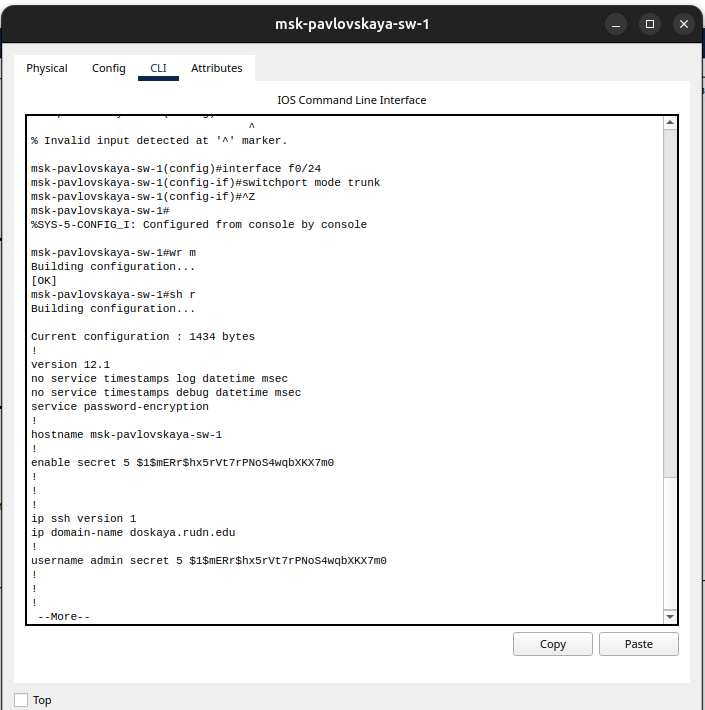 msk-pavlovskaya-sw-1
Physical Config CLI Attributes
IOS Command Line Interface
^
% Invalid input detected at '^' marker.
msk-pavlovskaya-sw-1(config)#interface f0/24
msk-pavlovskaya-sw-1(config-if)#switchport mode trunk
msk-pavlovskaya-sw-1(config-if)#^Z
msk-pavlovskaya-sw-1#
%SYS-5-CONFIG_I: Configured from console by console
msk-pavlovskaya-sw-1#wr m
Building configuration...
[OK]
msk-pavlovskaya-sw-1#sh r
Building configuration...
Current configuration : 1434 bytes
!
version 12.1
no service timestamps log datetime msec
no service timestamps debug datetime msec
service password-encryption
!
hostname msk-pavlovskaya-sw-1
!
enable secret 5 $1$mERr$hx5rVt7rPNoS4wqbXKX7m0
!
!
!
ip ssh version 1
ip domain-name doskaya.rudn.edu
!
username admin secret 5 $1$mERr$hx5rVt7rPNoS4wqbXKX7m0
!
!
!
--More--
Copy Paste
Top